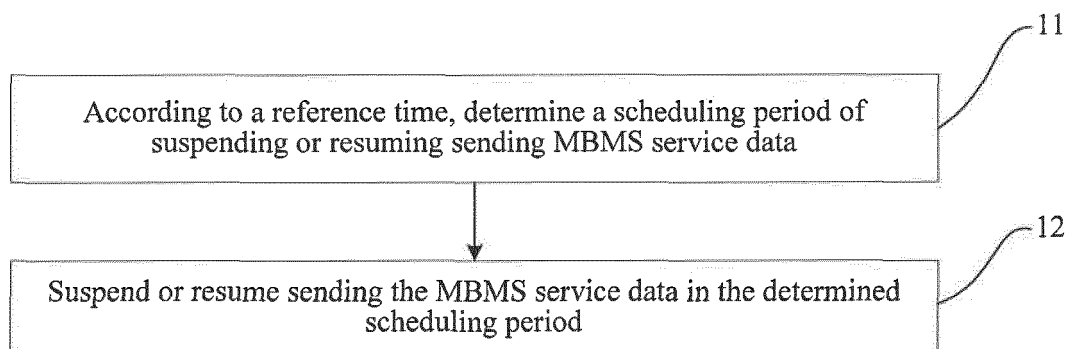 11
According to a reference time, determine a scheduling period of
suspending or resuming sending MBMS service data
12
Suspend or resume sending the MBMS service data in the determined
scheduling period